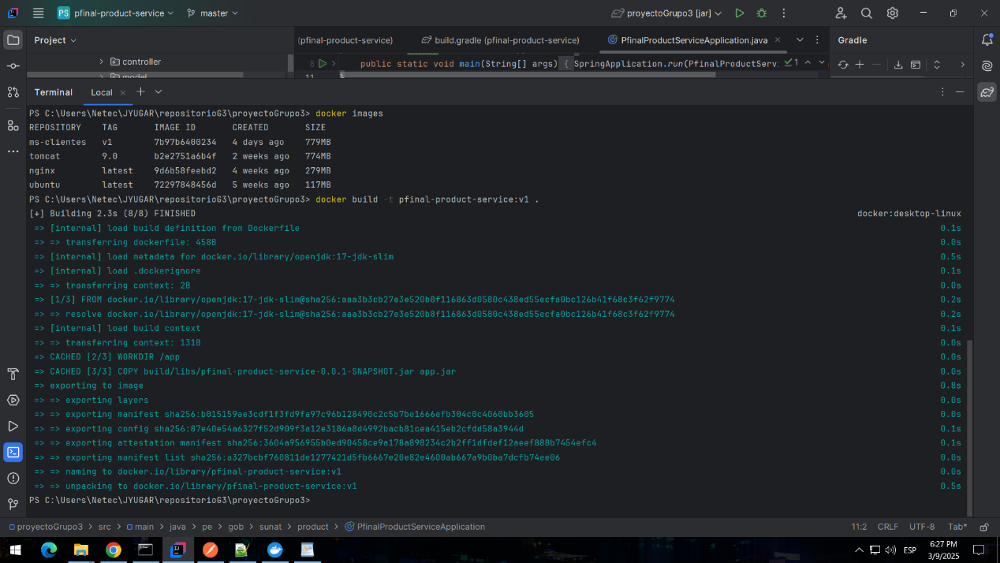 PS pfinal-product-service master proyectoGrupo3 [jar]
Project
(pfinal-product-service) build.gradle (pfinal-product-service) PfinalProductServiceApplication.java
Gradle
controller
model
8 public static void main(String[] args) { SpringApplication.run(PfinalProductServ: 1
11
Terminal Local
PS C:\Users\Netec\JYUGAR\repositorioG3\proyectoGrupo3> docker images
REPOSITORY TAG IMAGE ID CREATED SIZE
ms-clientes v1 7b97b6400234 4 days ago 779MB
tomcat 9.0 b2e2751a6b4f 2 weeks ago 774MB
nginx latest 9d6b58feebd2 4 weeks ago 279MB
ubuntu latest 72297848456d 5 weeks ago 117MB
PS C:\Users\Netec\JYUGAR\repositorioG3\proyectoGrupo3> docker build -t pfinal-product-service:v1 .
[+] Building 2.3s (8/8) FINISHED docker:desktop-linux
=> [internal] load build definition from Dockerfile 0.1s
=> => transferring dockerfile: 458B 0.0s
=> [internal] load metadata for docker.io/library/openjdk:17-jdk-slim 0.5s
=> [internal] load .dockerignore 0.1s
=> => transferring context: 2B 0.0s
=> [1/3] FROM docker.io/library/openjdk:17-jdk-slim@sha256:aaa3b3cb27e3e520b8f116863d0580c438ed55ecfa0bc126b41f68c3f62f9774 0.2s
=> => resolve docker.io/library/openjdk:17-jdk-slim@sha256:aaa3b3cb27e3e520b8f116863d0580c438ed55ecfa0bc126b41f68c3f62f9774 0.2s
=> [internal] load build context 0.1s
=> => transferring context: 131B 0.0s
=> CACHED [2/3] WORKDIR /app 0.0s
=> CACHED [3/3] COPY build/libs/pfinal-product-service-0.0.1-SNAPSHOT.jar app.jar 0.0s
=> exporting to image 0.8s
=> => exporting layers 0.0s
=> => exporting manifest sha256:b015159ae3cdf1f3fd9fa97c96b128490c2c5b7be1666efb304c0c4060bb3605 0.0s
=> => exporting config sha256:87e40e54a6327f52d909f3a12e3186a8d4992bacb81cea415eb2cfdd58a3944d 0.1s
=> => exporting attestation manifest sha256:3604a956955b0ed90458ce9a178a898234c2b2ff1dfdef12aeef888b7454efc4 0.1s
=> => exporting manifest list sha256:a327bcbf760811de1277421d5fb6667e20e82e4600ab667a9b0ba7dcfb74ee06 0.0s
=> => naming to docker.io/library/pfinal-product-service:v1 0.0s
=> => unpacking to docker.io/library/pfinal-product-service:v1 0.5s
PS C:\Users\Netec\JYUGAR\repositorioG3\proyectoGrupo3>
proyectoGrupo3 > src > main > java > pe > gob > sunat > product > PfinalProductServiceApplication 11:2 CRLF UTF-8 Tab*
ESP 6:27 PM
3/9/2025